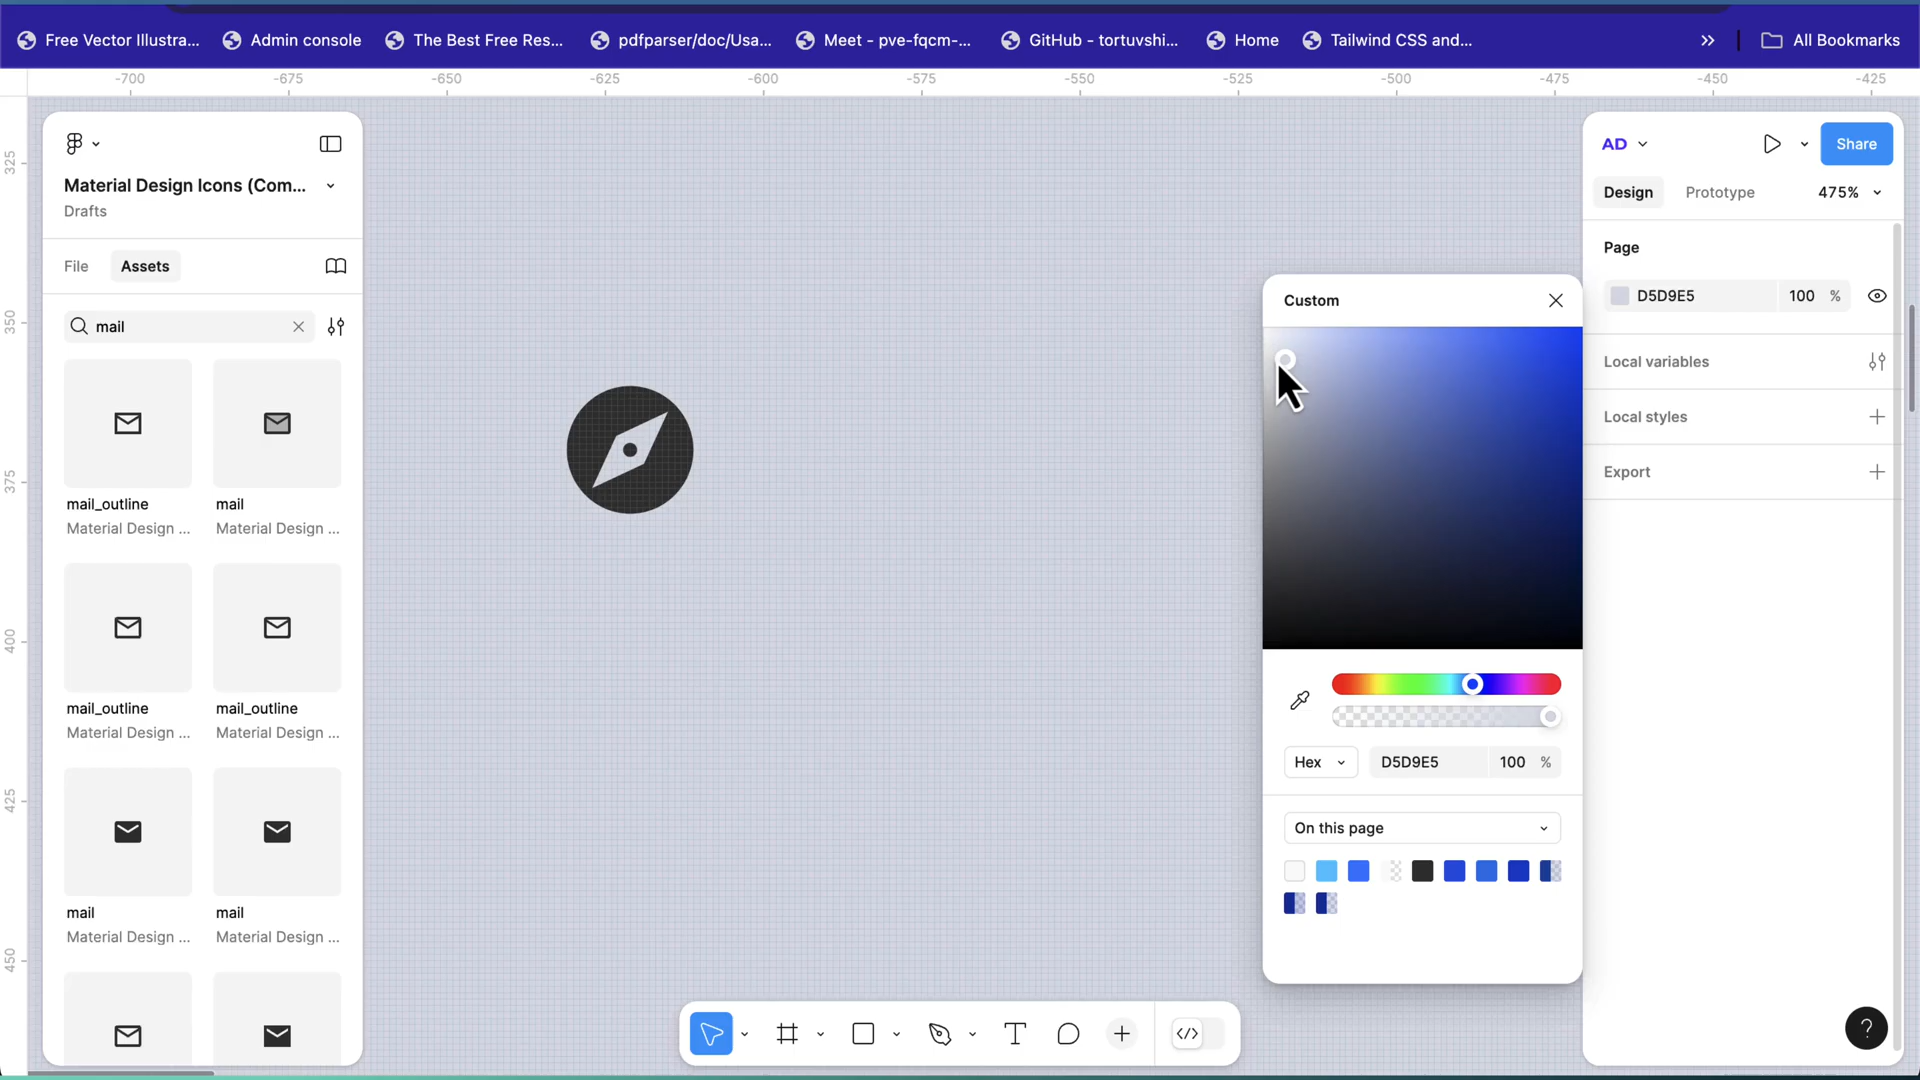 Free Vector Illustra... Admin console The Best Free Res... pdfparser/doc/Usa... Meet - pve-fqcm-... GitHub - tortuvshi... Home Tailwind CSS and... » All Bookmarks
-700 -675 -650 -625 -600 -575 -550 -525 -500 -475 -450 -425
325
350
375
400
425
450
Material Design Icons (Com...
Drafts
File Assets
mail
mail_outline mail
Material Design ... Material Design ...
mail_outline mail_outline
Material Design ... Material Design ...
mail mail
Material Design ... Material Design ...
Custom
Hex D5D9E5 100 %
On this page
AD Share
Design Prototype 475%
Page
D5D9E5 100 %
Local variables
Local styles
Export
T </>
?